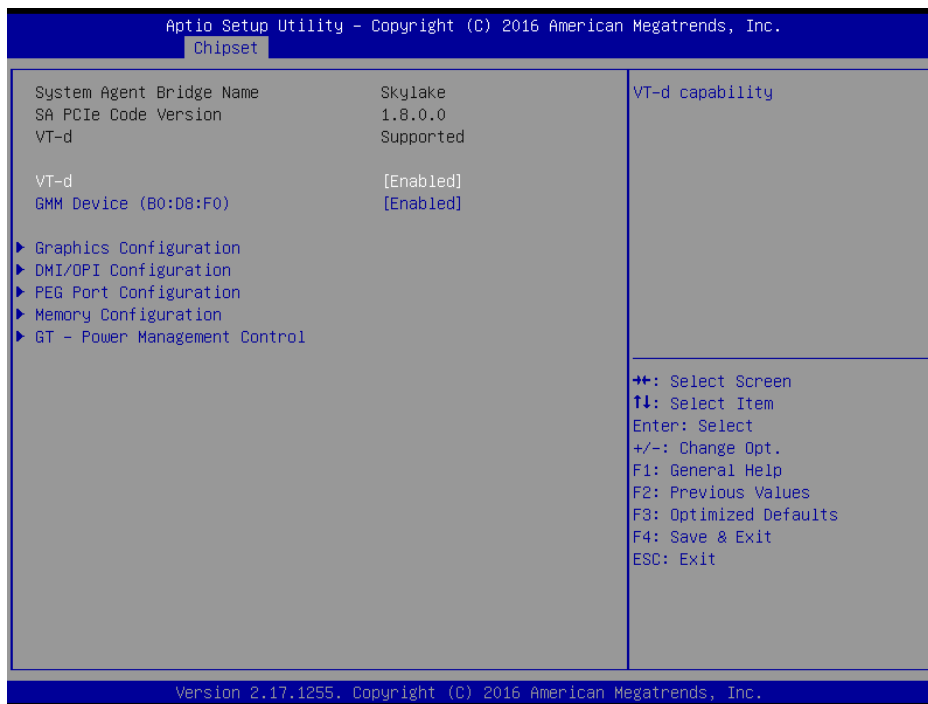 Aptio Setup Utility – Copyright (C) 2016 American Megatrends, Inc.
Chipset
System Agent Bridge Name Skylake
SA PCIe Code Version 1.8.0.0
VT-d Supported
VT-d [Enabled]
GMM Device (B0:D8:F0) [Enabled]
Graphics Configuration
DMI/OPI Configuration
PEG Port Configuration
Memory Configuration
GT – Power Management Control
VT-d capability
→←: Select Screen
↑↓: Select Item
Enter: Select
+/-: Change Opt.
F1: General Help
F2: Previous Values
F3: Optimized Defaults
F4: Save & Exit
ESC: Exit
Version 2.17.1255. Copyright (C) 2016 American Megatrends, Inc.